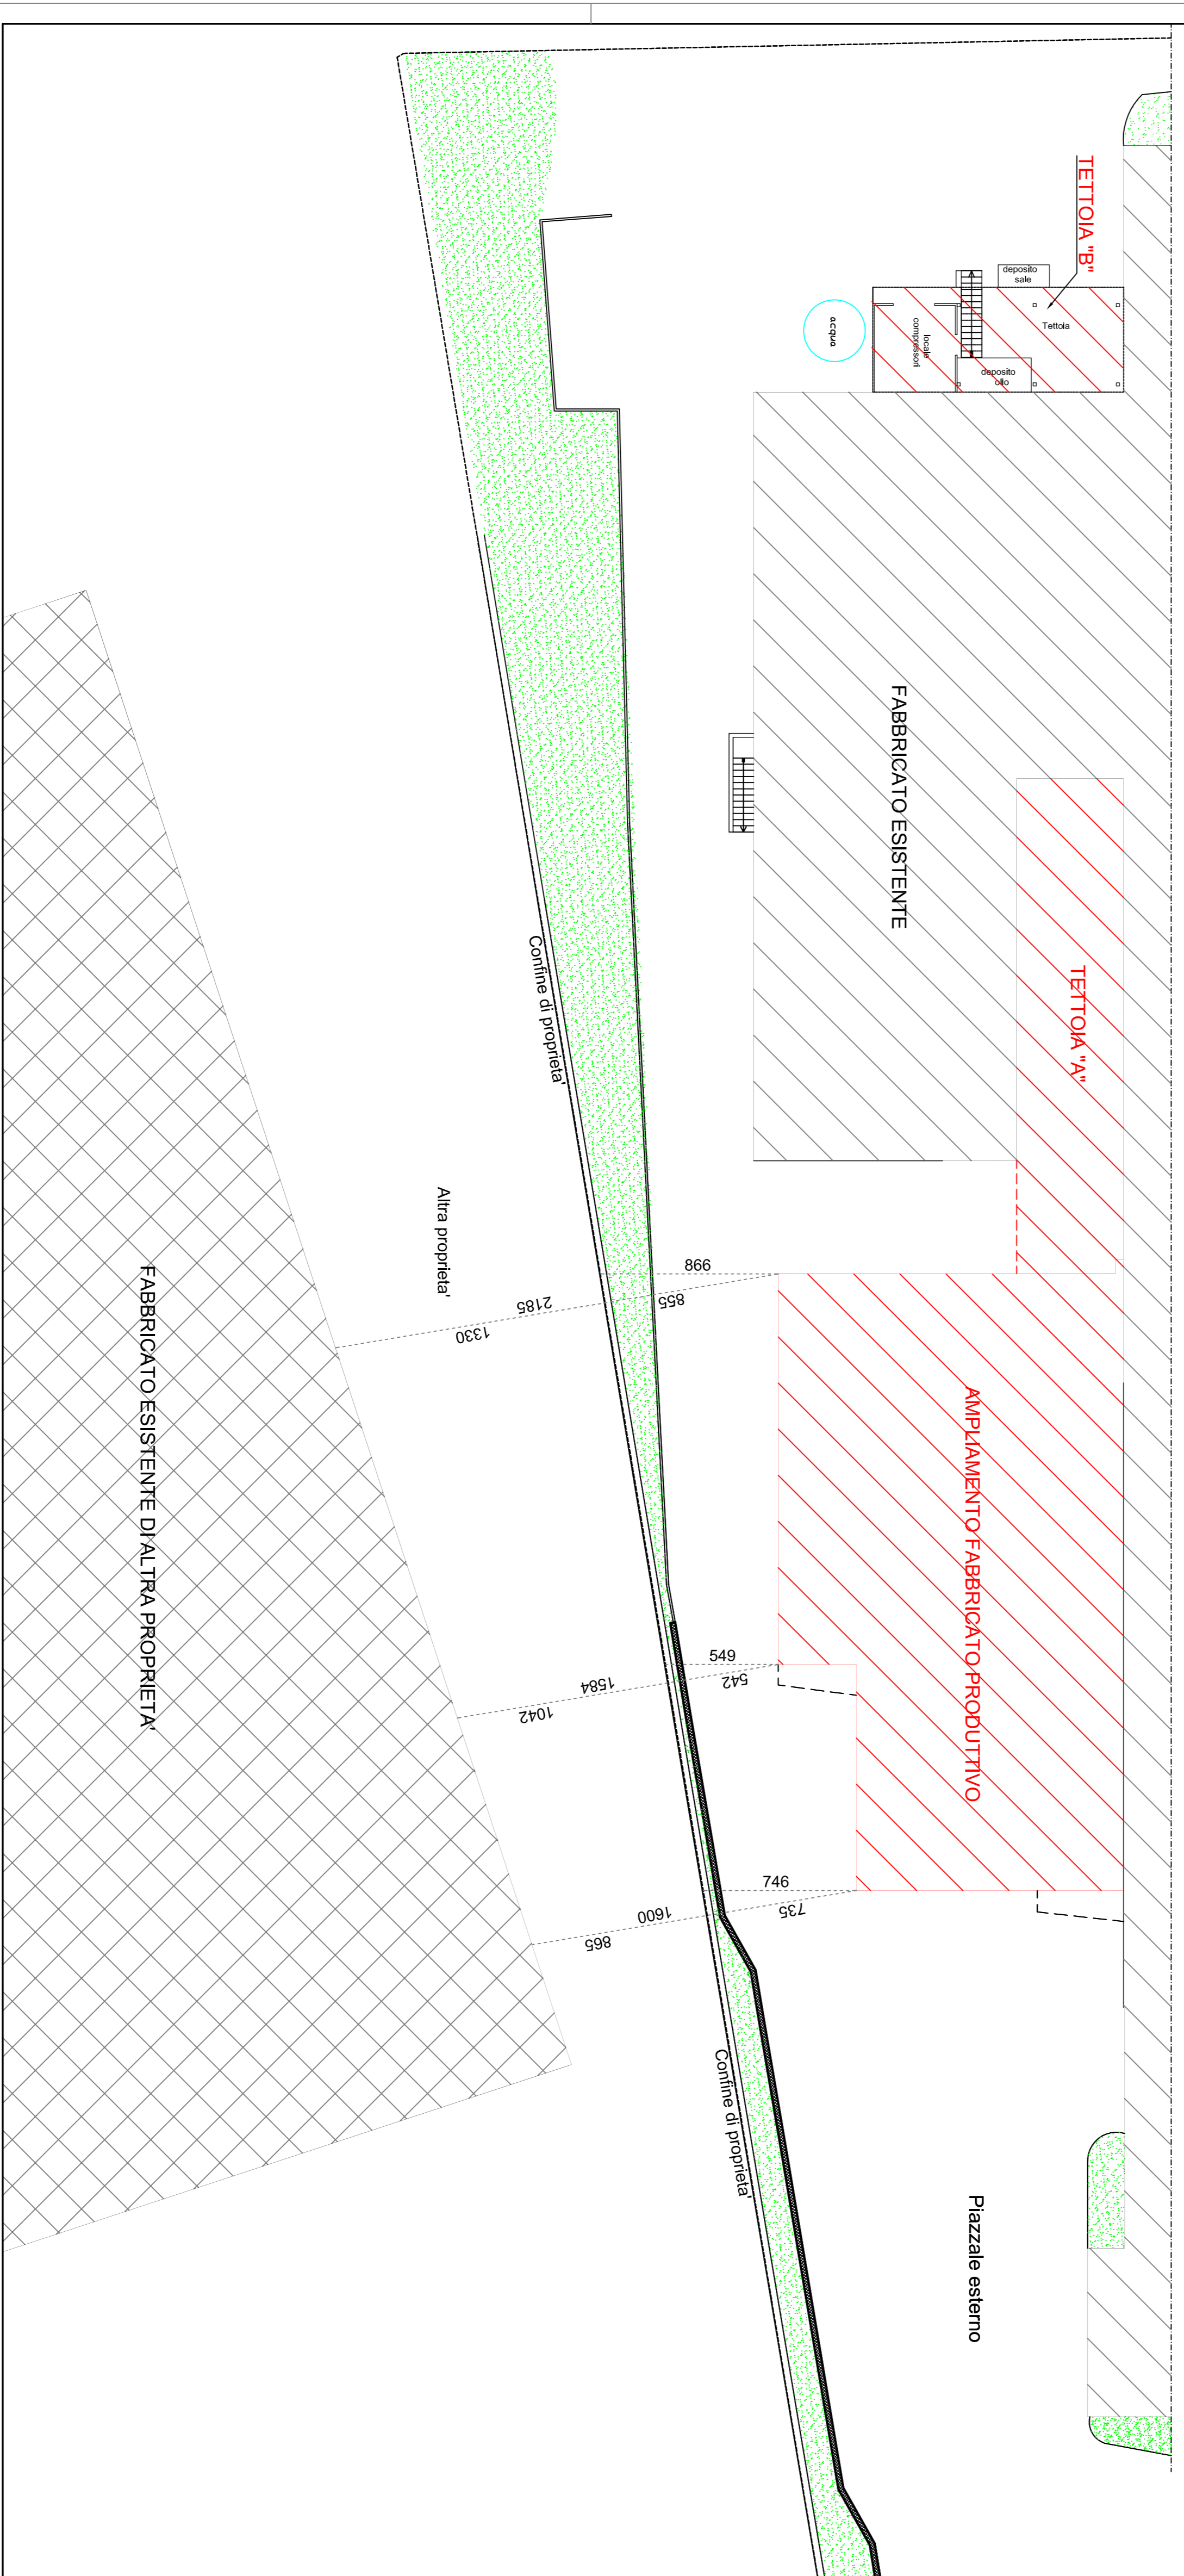 TETTOIA "B"
deposito
sale
Tettoia
locale
compressori
deposito
olio
acqua
FABBRICATO ESISTENTE
TETTOIA "A"
Confine di proprieta'
Altra proprieta'
866
855
2185
1330
FABBRICATO ESISTENTE DI ALTRA PROPRIETA'
AMPLIAMENTO FABBRICATO PRODUTTIVO
549
542
1584
1042
746
735
1600
865
Confine di proprieta'
Piazzale esterno